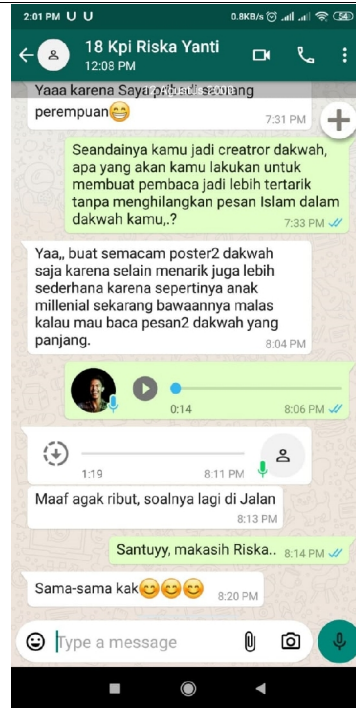 2:01 PM U U 0.8KB/s 54
18 Kpi Riska Yanti
12:08 PM
Yaaa karena Saya
perempuan😁
7:31 PM
Seandainya kamu jadi creatror dakwah,
apa yang akan kamu lakukan untuk
membuat pembaca jadi lebih tertarik
tanpa menghilangkan pesan Islam dalam
dakwah kamu,.?
7:33 PM
Yaa,, buat semacam poster2 dakwah
saja karena selain menarik juga lebih
sederhana karena sepertinya anak
millenial sekarang bawaannya malas
kalau mau baca pesan2 dakwah yang
panjang.
8:04 PM
0:14 8:06 PM
1:19 8:11 PM
Maaf agak ribut, soalnya lagi di Jalan
8:13 PM
Santuyy, makasih Riska.. 8:14 PM
Sama-sama kak😊😊😊 8:20 PM
Type a message